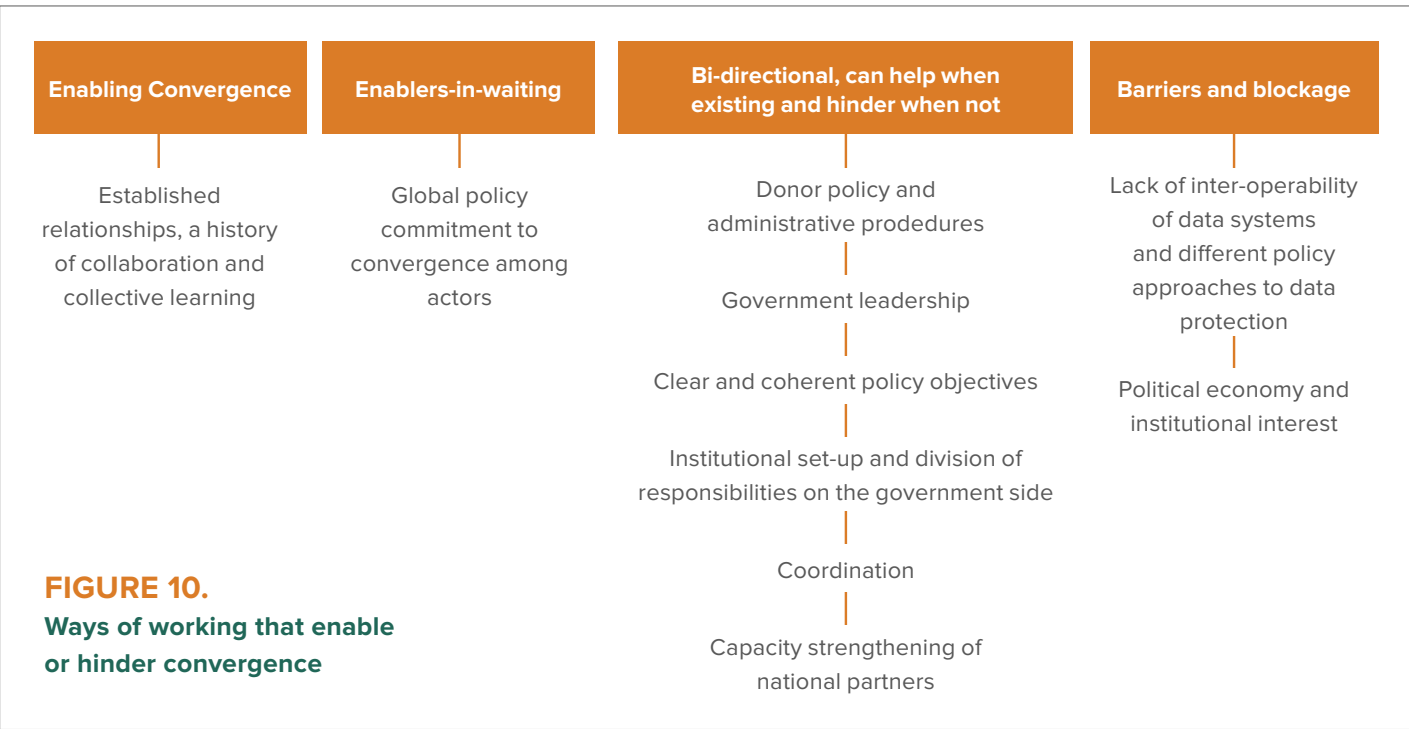 Enabling Convergence
Established
relationships, a history
of collaboration and
collective learning
Enablers-in-waiting
Global policy
commitment to
convergence among
actors
Bi-directional, can help when
existing and hinder when not
Donor policy and
administrative prodedures
Government leadership
Clear and coherent policy objectives
Institutional set-up and division of
responsibilities on the government side
Coordination
Capacity strengthening of
national partners
Barriers and blockage
Lack of inter-operability
of data systems
and different policy
approaches to data
protection
Political economy and
institutional interest
FIGURE 10.
Ways of working that enable
or hinder convergence